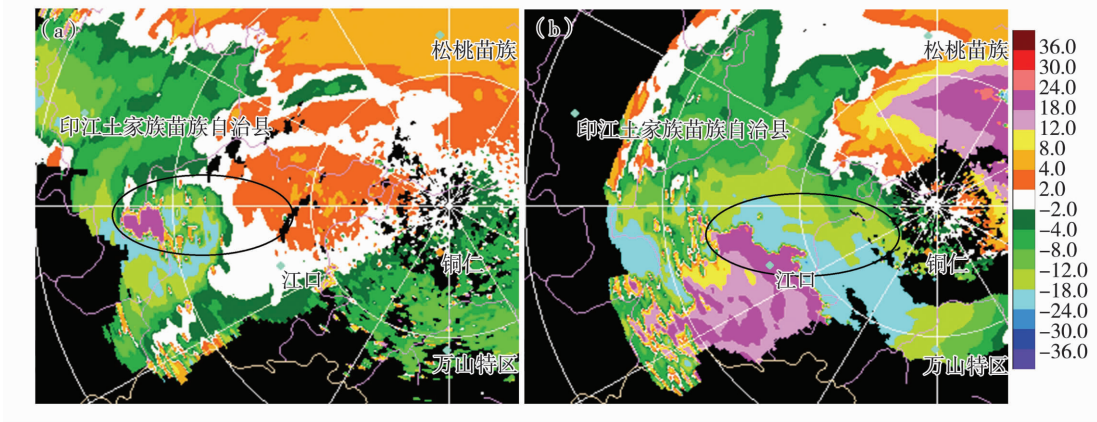 (a)
松桃苗族
印江土家族苗族自治县
江口
铜仁
万山特区
(b)
松桃苗族
印江土家族苗族自治县
江口
铜仁
万山特区
36.0
30.0
24.0
18.0
12.0
8.0
4.0
2.0
-2.0
-4.0
-8.0
-12.0
-18.0
-24.0
-30.0
-36.0